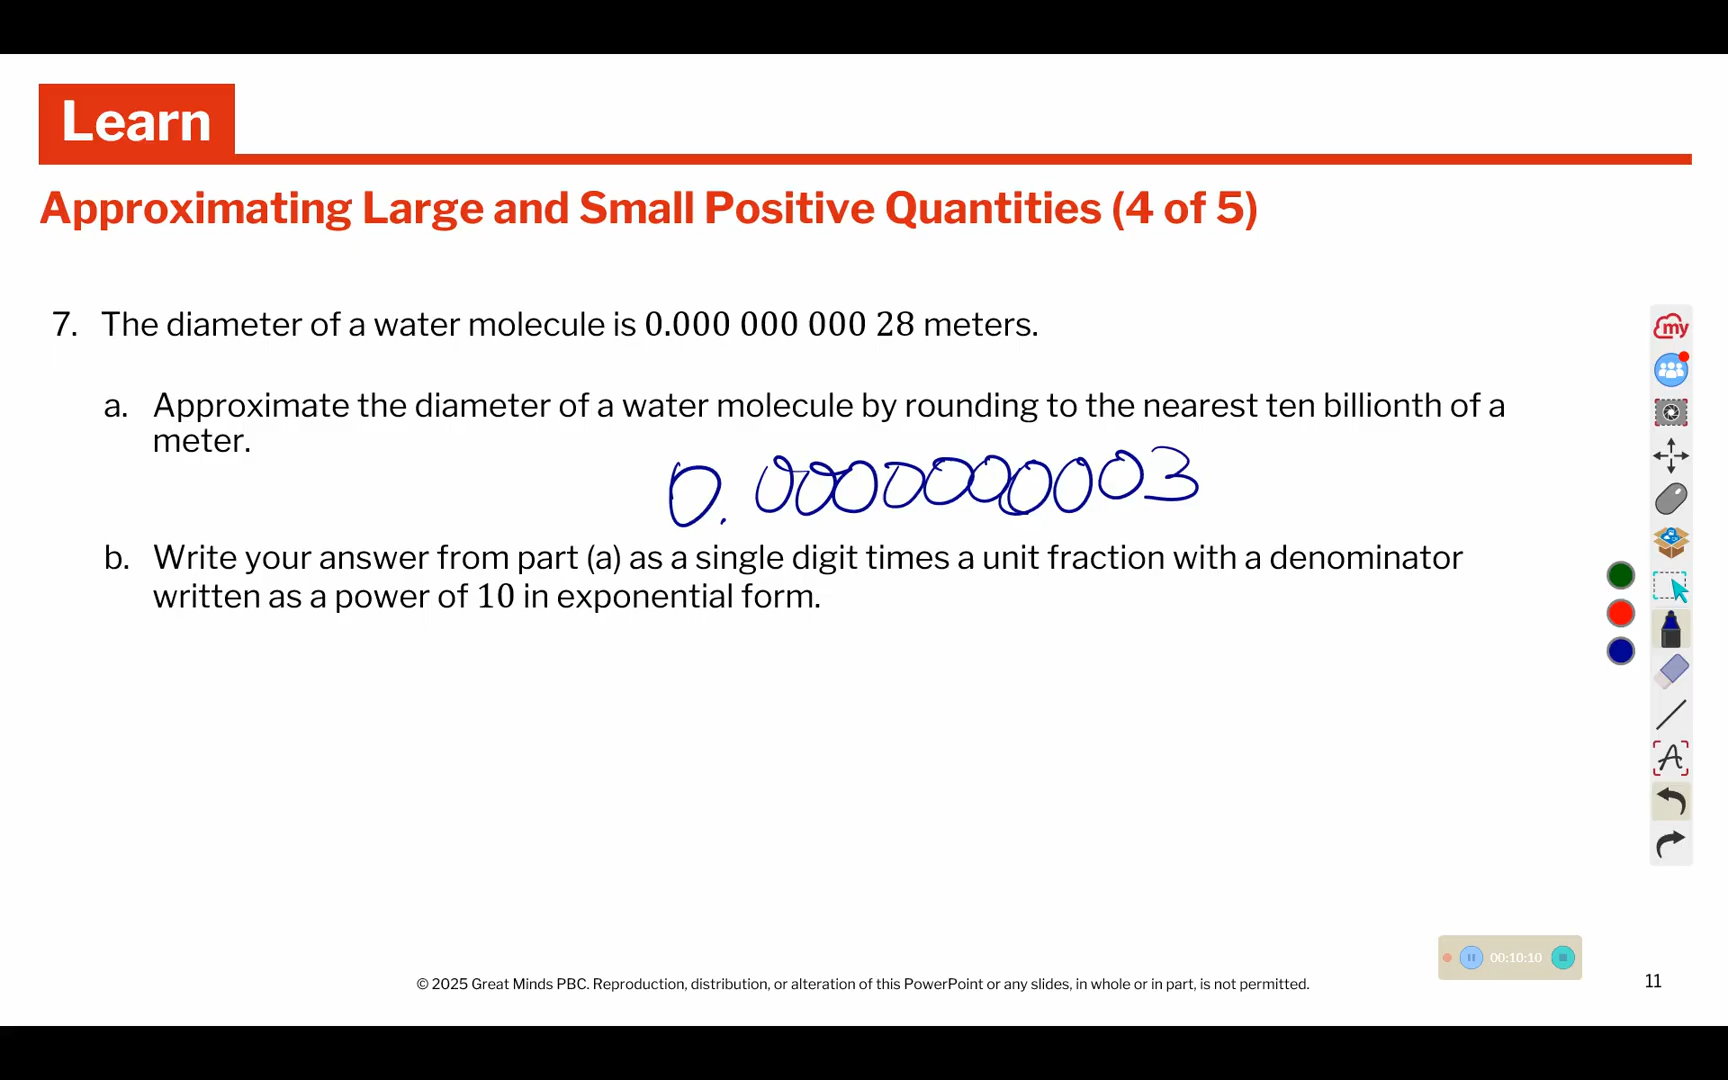 Learn
Approximating Large and Small Positive Quantities (4 of 5)
7. The diameter of a water molecule is 0.000 000 000 28 meters.
a. Approximate the diameter of a water molecule by rounding to the nearest ten billionth of a
meter.
0.0000000003
b. Write your answer from part (a) as a single digit times a unit fraction with a denominator
written as a power of 10 in exponential form.
my
A
00:10:10
© 2025 Great Minds PBC. Reproduction, distribution, or alteration of this PowerPoint or any slides, in whole or in part, is not permitted.
11